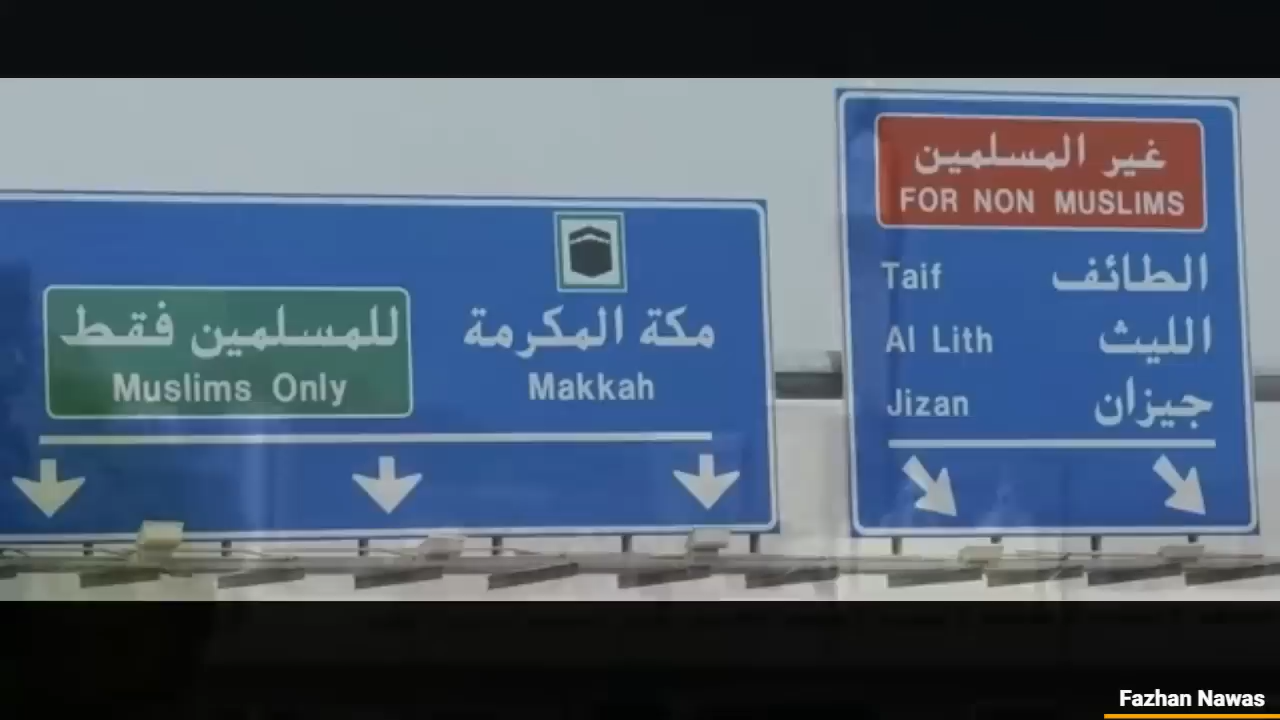 للمسلمين فقط
Muslims Only
مكة المكرمة
Makkah
غير المسلمين
FOR NON MUSLIMS
Taif الطائف
Al Lith الليث
Jizan جيزان
Fazhan Nawas